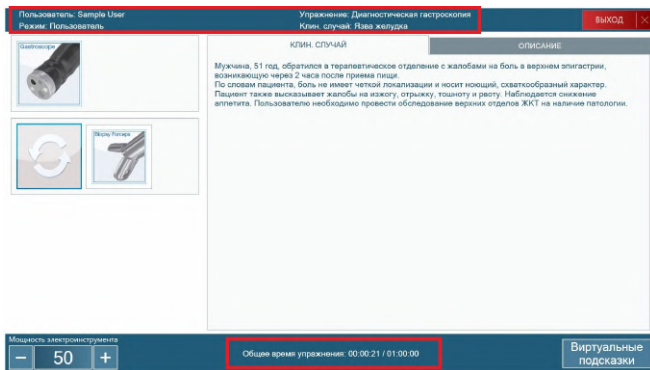 Пользователь: Sample User
Режим: Пользователь
Упражнение: Диагностическая гастроскопия
Клин. случай: Язва желудка
ВЫХОД
Gastroscope
Biopsy Forceps
КЛИН. СЛУЧАЙ
ОПИСАНИЕ
Мужчина, 51 год, обратился в терапевтическое отделение с жалобами на боль в верхнем эпигастрии,
возникающую через 2 часа после приема пищи.
По словам пациента, боль не имеет четкой локализации и носит ноющий, схваткообразный характер.
Пациент также высказывает жалобы на изжогу, отрыжку, тошноту и рвоту. Наблюдается снижение
аппетита. Пользователю необходимо провести обследование верхних отделов ЖКТ на наличие патологии.
Мощность электроинструмента
− 50 +
Общее время упражнения: 00:00:21 / 01:00:00
Виртуальные
подсказки